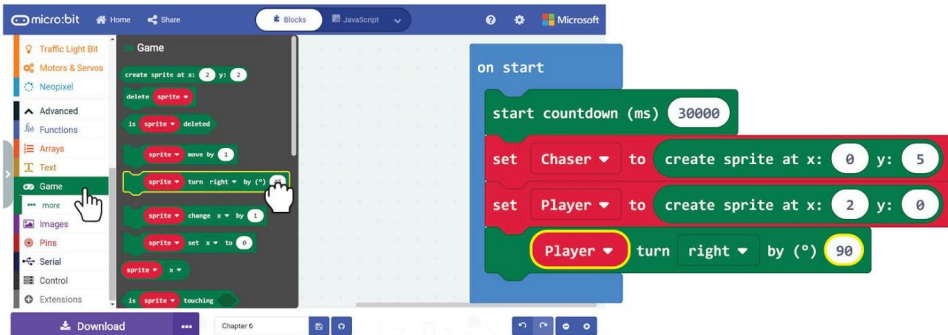 micro:bit Home Share Blocks JavaScript Microsoft
Traffic Light Bit
Motors & Servos
Neopixel
Advanced
Functions
Arrays
Text
Game
more
Images
Pins
Serial
Control
Extensions
Game
create sprite at x: 2 y: 2
delete sprite
is sprite deleted
sprite move by 1
sprite turn right by (°)
sprite change x by 1
sprite set x to 0
sprite x
is sprite touching
on start
start countdown (ms) 30000
set Chaser to create sprite at x: 0 y: 5
set Player to create sprite at x: 2 y: 0
Player turn right by (°) 90
Download Chapter 6